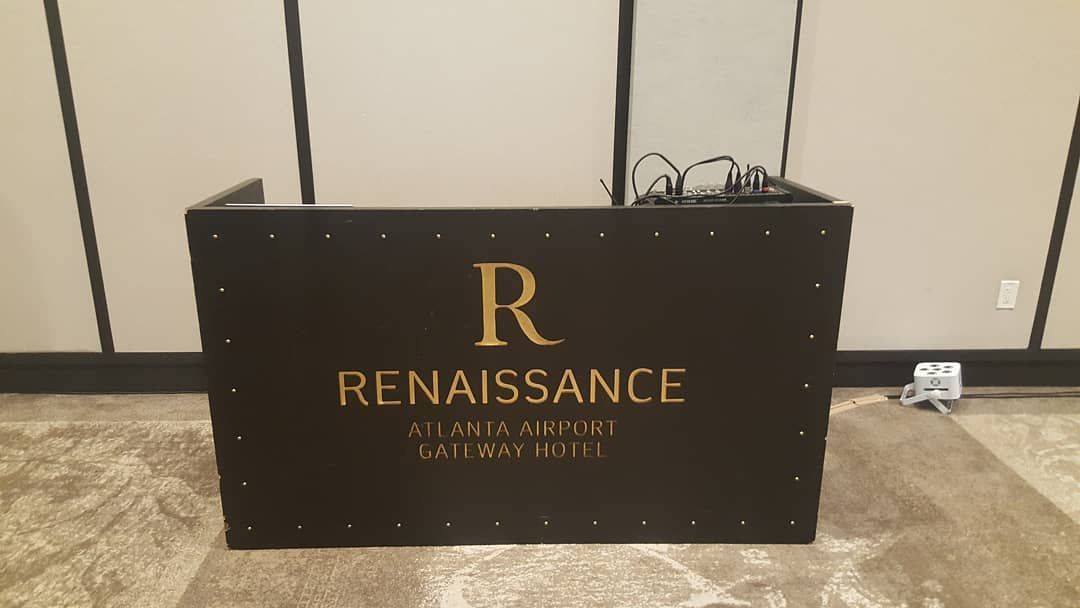 R
RENAISSANCE
ATLANTA AIRPORT
GATEWAY HOTEL